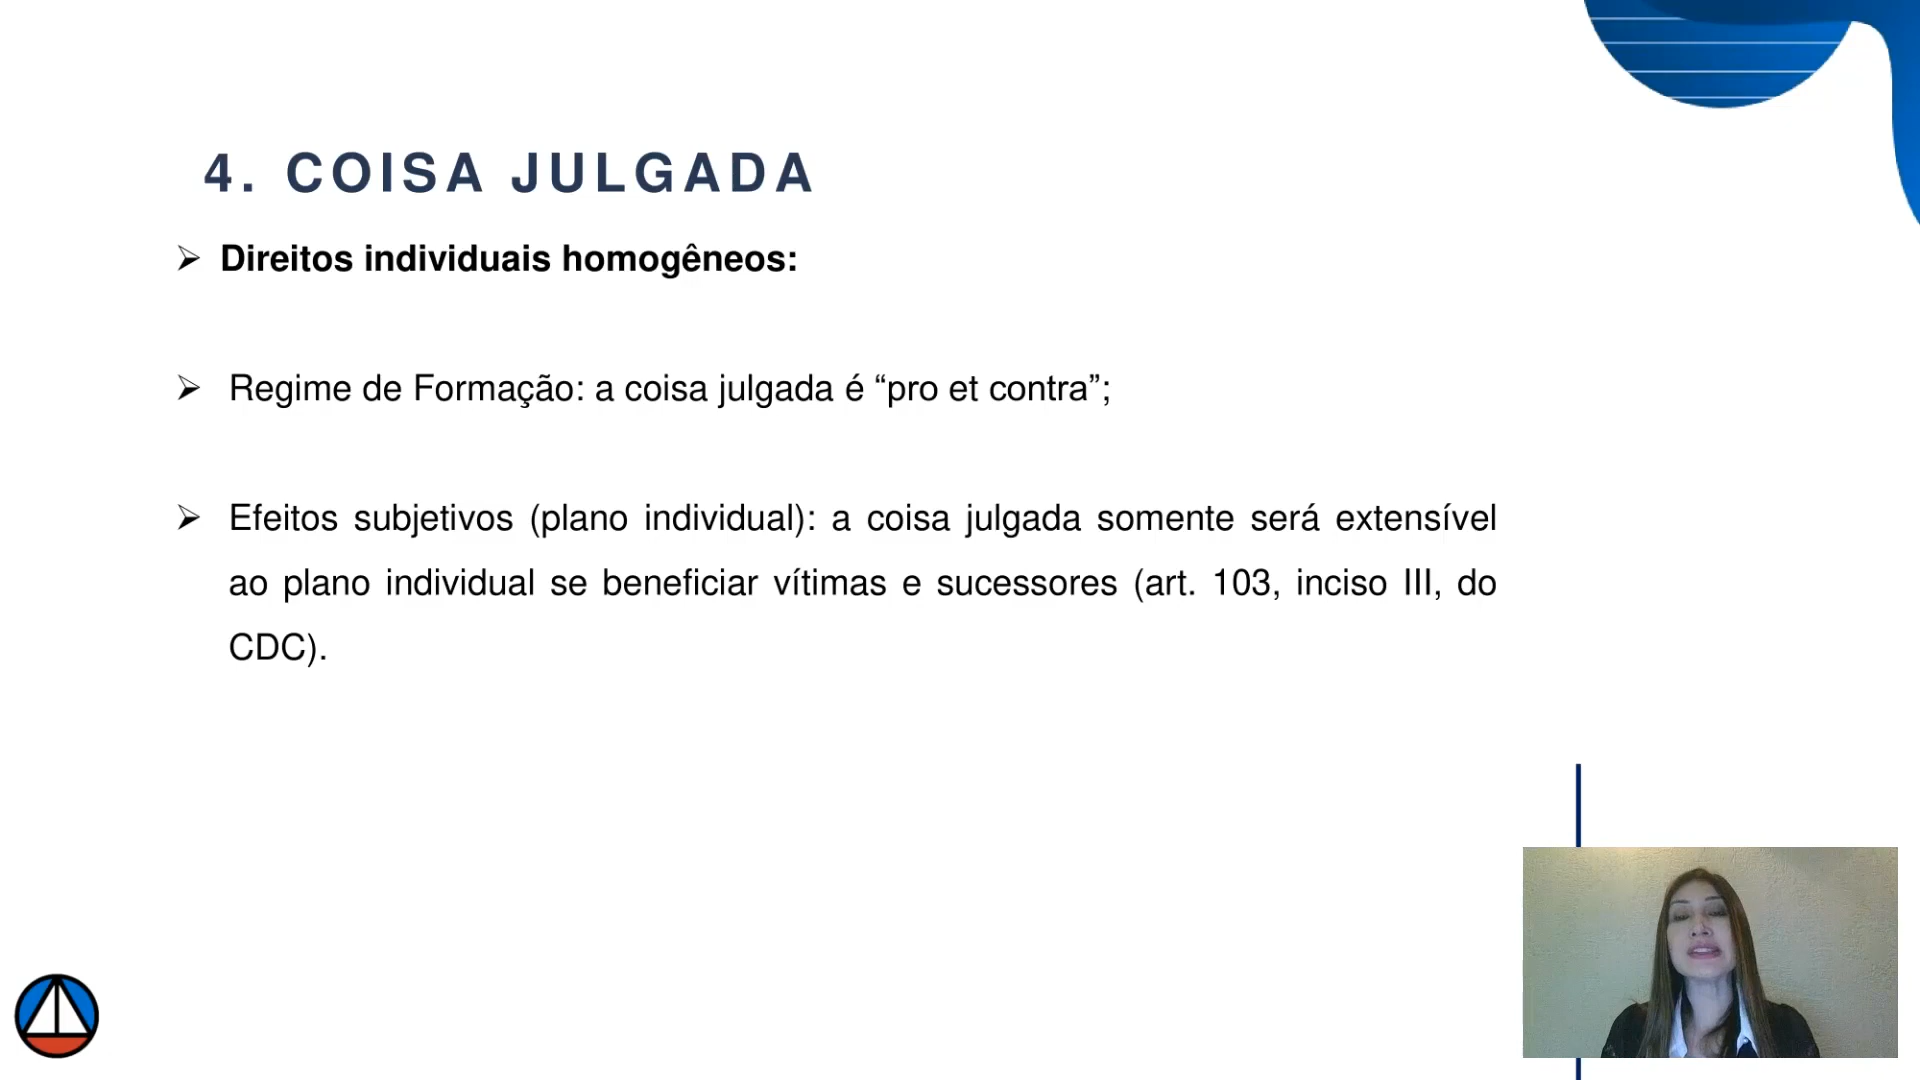 4. COISA JULGADA
Direitos individuais homogêneos:
Regime de Formação: a coisa julgada é “pro et contra”;
Efeitos subjetivos (plano individual): a coisa julgada somente será extensível
ao plano individual se beneficiar vítimas e sucessores (art. 103, inciso III, do
CDC).